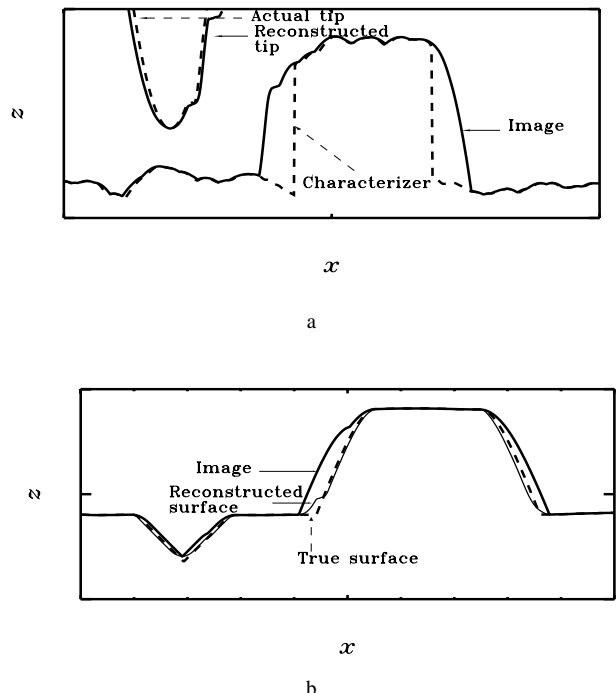 Actual tip
Reconstructed
tip
z
Image
Characterizer
x
a
Image
Reconstructed
surface
z
True surface
x
b